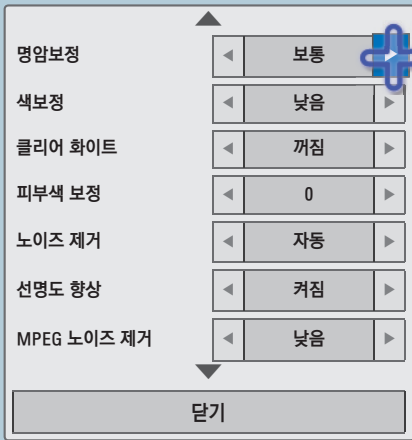 명암보정 보통
색보정 낮음
클리어 화이트 꺼짐
피부색 보정 0
노이즈 제거 자동
선명도 향상 켜짐
MPEG 노이즈 제거 낮음
닫기